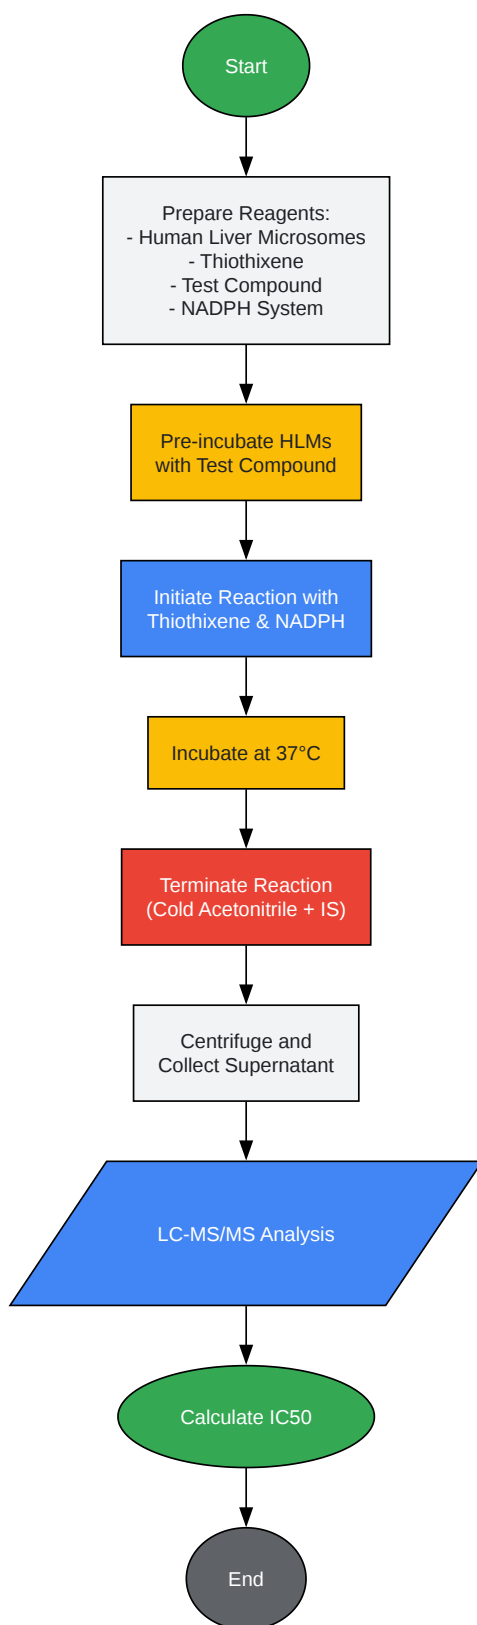 Start
Prepare Reagents:
- Human Liver Microsomes
- Thiothixene
- Test Compound
- NADPH System
Pre-incubate HLMs
with Test Compound
Initiate Reaction with
Thiothixene & NADPH
Incubate at 37°C
Terminate Reaction
(Cold Acetonitrile + IS)
Centrifuge and
Collect Supernatant
LC-MS/MS Analysis
Calculate IC50
End